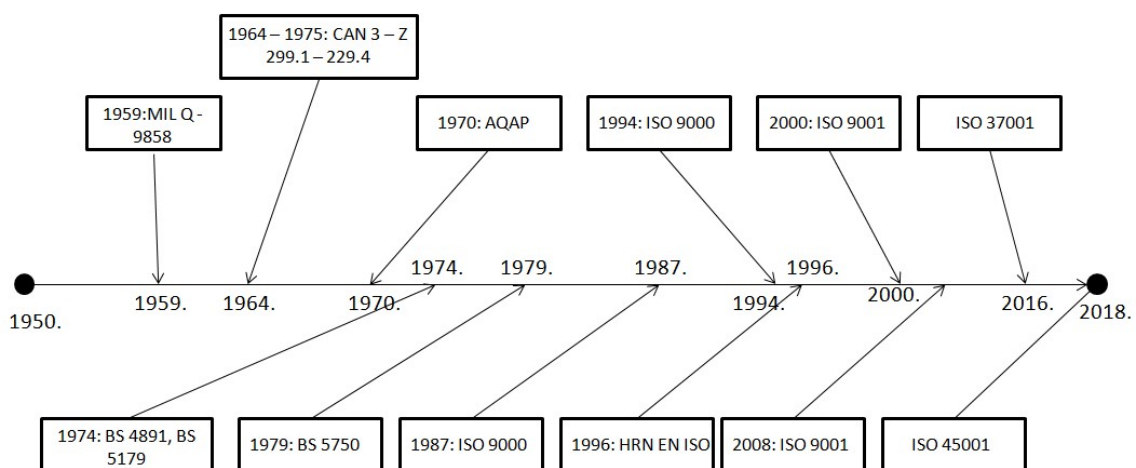 1964 – 1975: CAN 3 – Z
299.1 – 229.4
1959:MIL Q -
9858
1970: AQAP
1994: ISO 9000
2000: ISO 9001
ISO 37001
1974.
1979.
1987.
1996.
1950.
1959.
1964.
1970.
1994.
2000.
2016.
2018.
1974: BS 4891, BS
5179
1979: BS 5750
1987: ISO 9000
1996: HRN EN ISO
2008: ISO 9001
ISO 45001